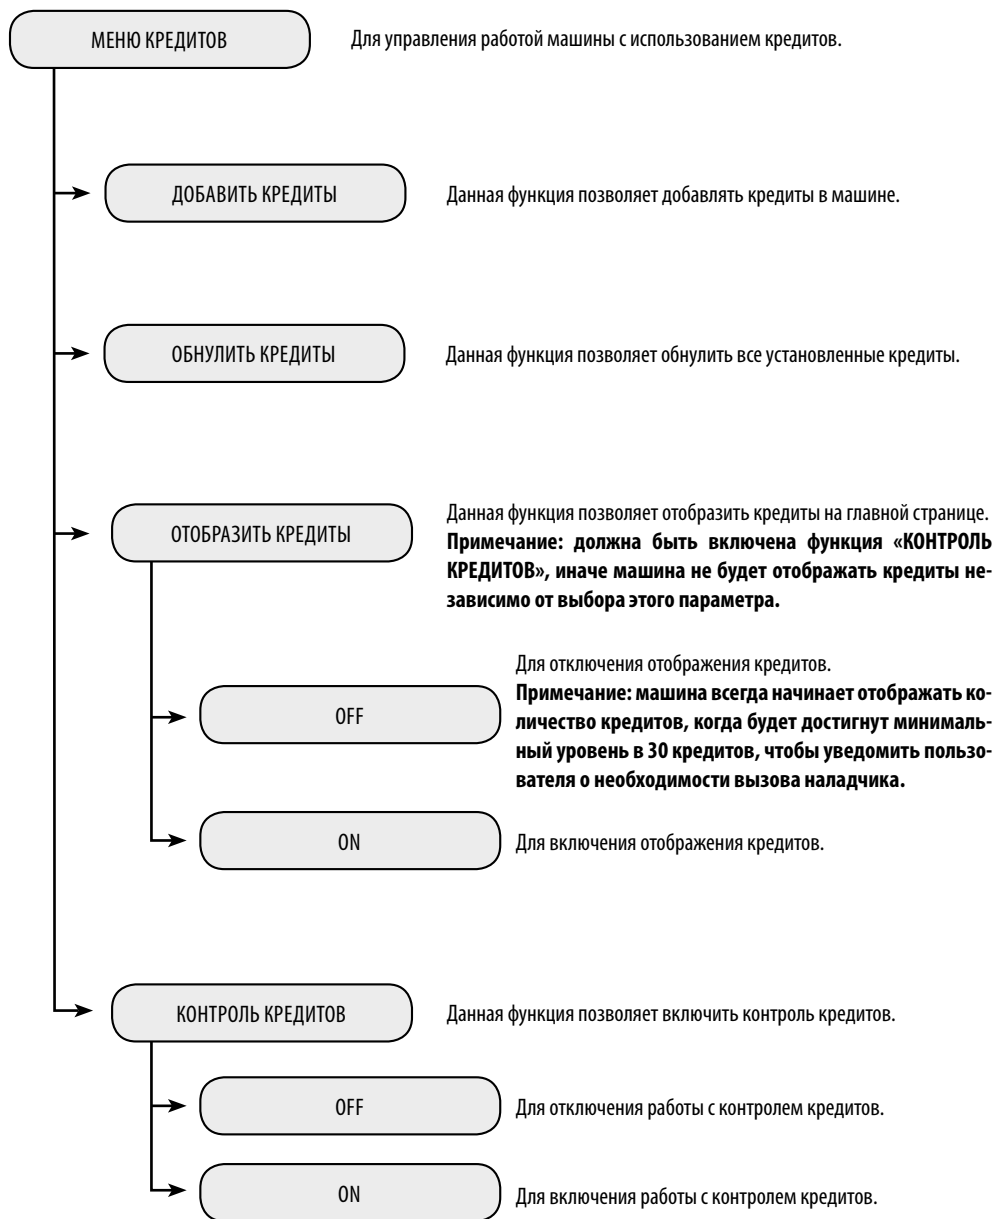 МЕНЮ КРЕДИТОВ
Для управления работой машины с использованием кредитов.
ДОБАВИТЬ КРЕДИТЫ
Данная функция позволяет добавлять кредиты в машине.
ОБНУЛИТЬ КРЕДИТЫ
Данная функция позволяет обнулить все установленные кредиты.
ОТОБРАЗИТЬ КРЕДИТЫ
Данная функция позволяет отобразить кредиты на главной странице.
Примечание: должна быть включена функция «КОНТРОЛЬ
КРЕДИТОВ», иначе машина не будет отображать кредиты не-
зависимо от выбора этого параметра.
OFF
Для отключения отображения кредитов.
Примечание: машина всегда начинает отображать ко-
личество кредитов, когда будет достигнут минималь-
ный уровень в 30 кредитов, чтобы уведомить пользо-
вателя о необходимости вызова наладчика.
ON
Для включения отображения кредитов.
КОНТРОЛЬ КРЕДИТОВ
Данная функция позволяет включить контроль кредитов.
OFF
Для отключения работы с контролем кредитов.
ON
Для включения работы с контролем кредитов.